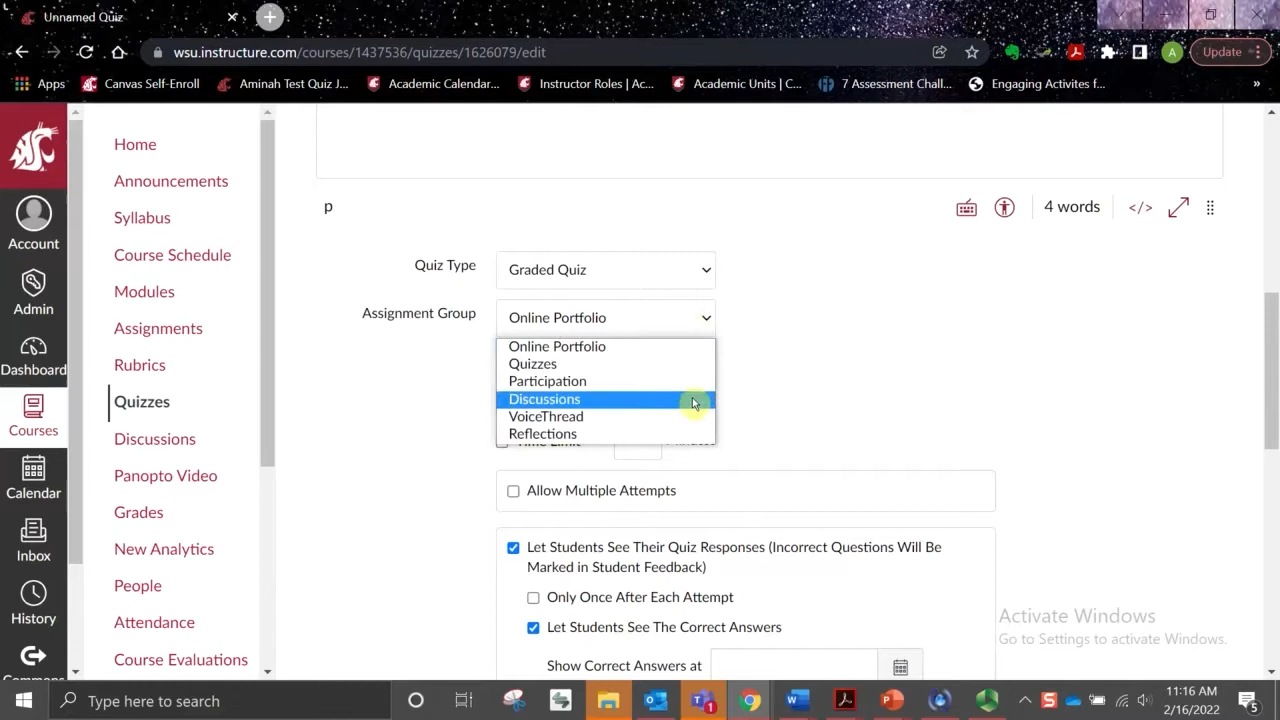 Unnamed Quiz
wsu.instructure.com/courses/1437536/quizzes/1626079/edit
A
Update
Apps
Canvas Self-Enroll
Aminah Test Quiz J...
Academic Calendar...
Instructor Roles | Ac...
Academic Units | C...
7 Assessment Chall...
Engaging Activites f...
»
Account
Admin
Dashboard
Courses
Calendar
Inbox
History
Home
Announcements
Syllabus
Course Schedule
Modules
Assignments
Rubrics
Quizzes
Discussions
Panopto Video
Grades
New Analytics
People
Attendance
Course Evaluations
p
4 words
</>
Quiz Type
Graded Quiz
Assignment Group
Online Portfolio
Online Portfolio
Quizzes
Participation
Discussions
VoiceThread
Reflections
Allow Multiple Attempts
Let Students See Their Quiz Responses (Incorrect Questions Will Be
Marked in Student Feedback)
Only Once After Each Attempt
Let Students See The Correct Answers
Show Correct Answers at
Activate Windows
Go to Settings to activate Windows.
Type here to search
1
11:16 AM
2/16/2022
5